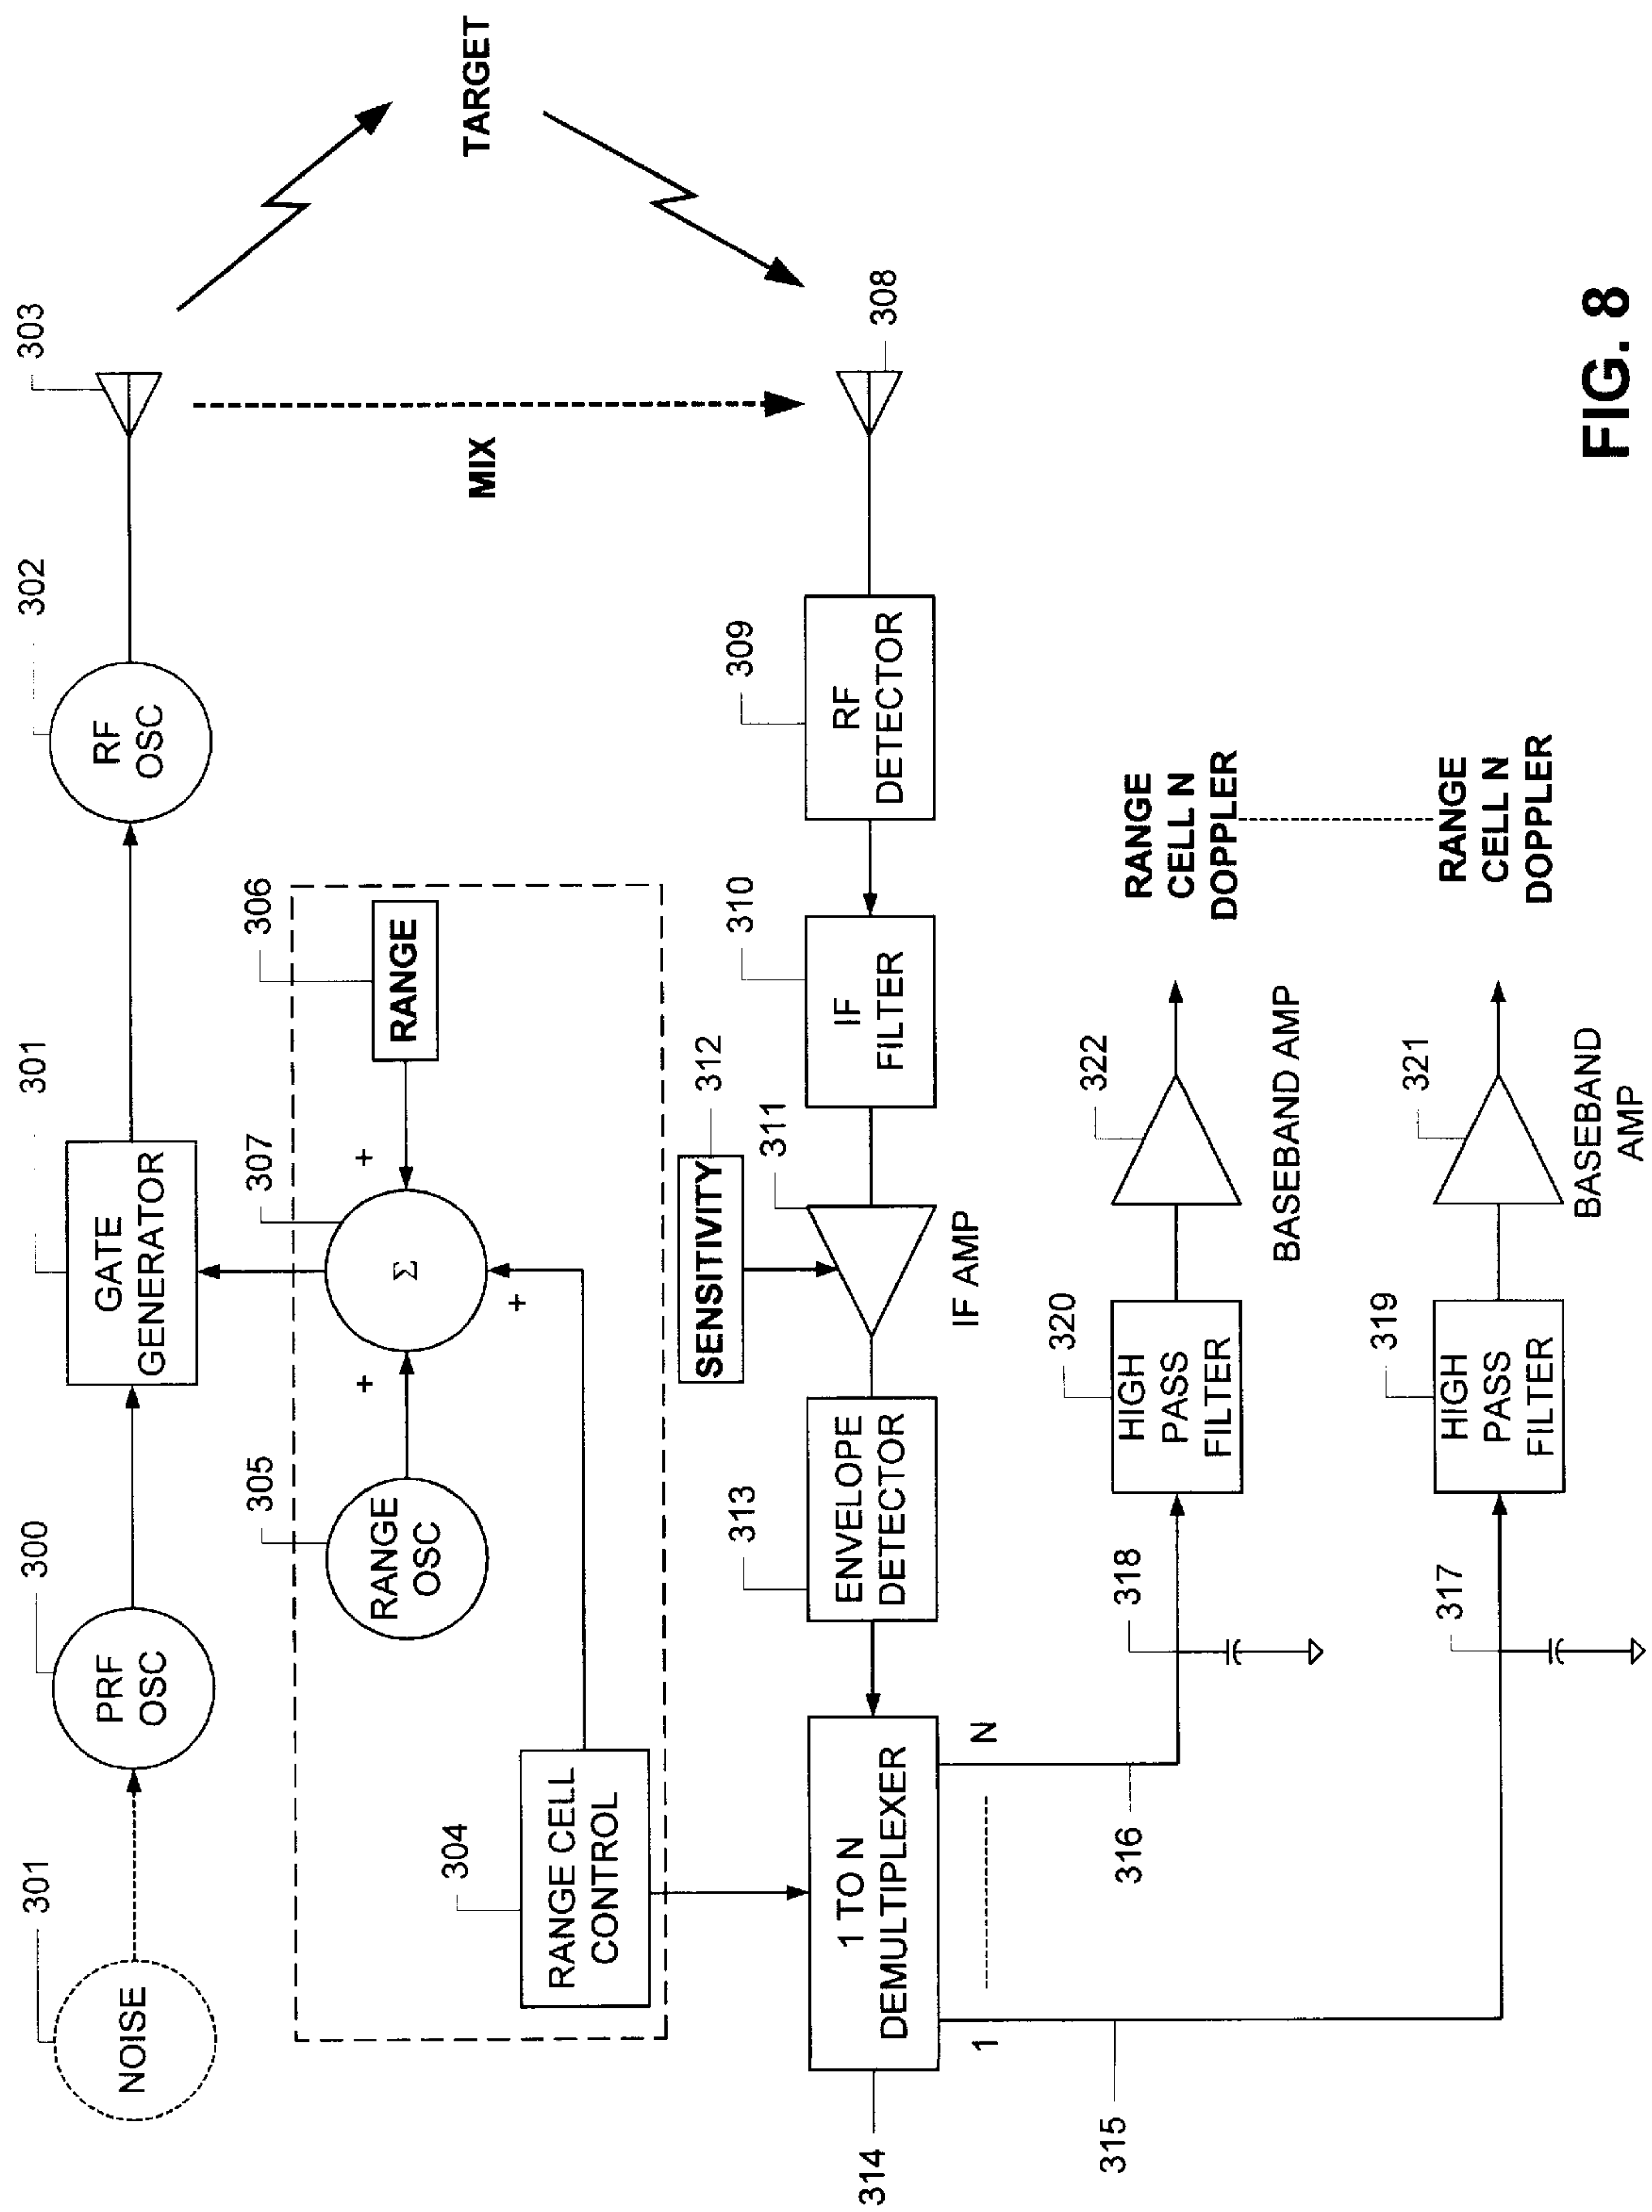 301
NOISE
300
PRF
OSC
301
GATE
GENERATOR
302
RF
OSC
303
TARGET
MIX
304
RANGE CELL
CONTROL
305
RANGE
OSC
+
307
Σ
+
+
306
RANGE
308
309
RF
DETECTOR
310
IF
FILTER
311
IF AMP
312
SENSITIVITY
313
ENVELOPE
DETECTOR
314
1 TO N
DEMULTIPLEXER
1
N
315
316
318
320
HIGH
PASS
FILTER
322
BASEBAND AMP
RANGE
CELL N
DOPPLER
317
319
HIGH
PASS
FILTER
321
BASEBAND
AMP
RANGE
CELL N
DOPPLER
FIG. 8